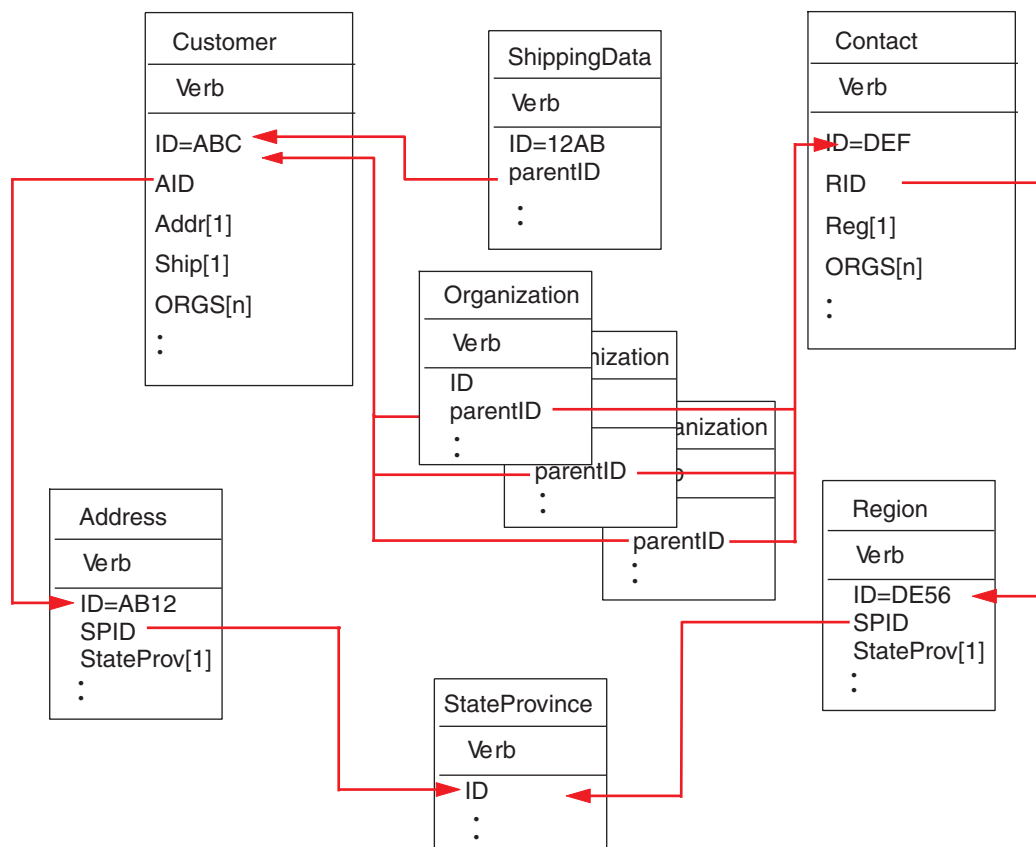 Customer
Verb
ID=ABC
AID
Addr[1]
Ship[1]
ORGS[n]
:
ShippingData
Verb
ID=12AB
parentID
:
Contact
Verb
ID=DEF
RID
Reg[1]
ORGS[n]
:
Organization
Verb
ID
parentID
:
nization
parentID
:
anization
parentID
:
Address
Verb
ID=AB12
SPID
StateProv[1]
:
Region
Verb
ID=DE56
SPID
StateProv[1]
:
StateProvince
Verb
ID
: